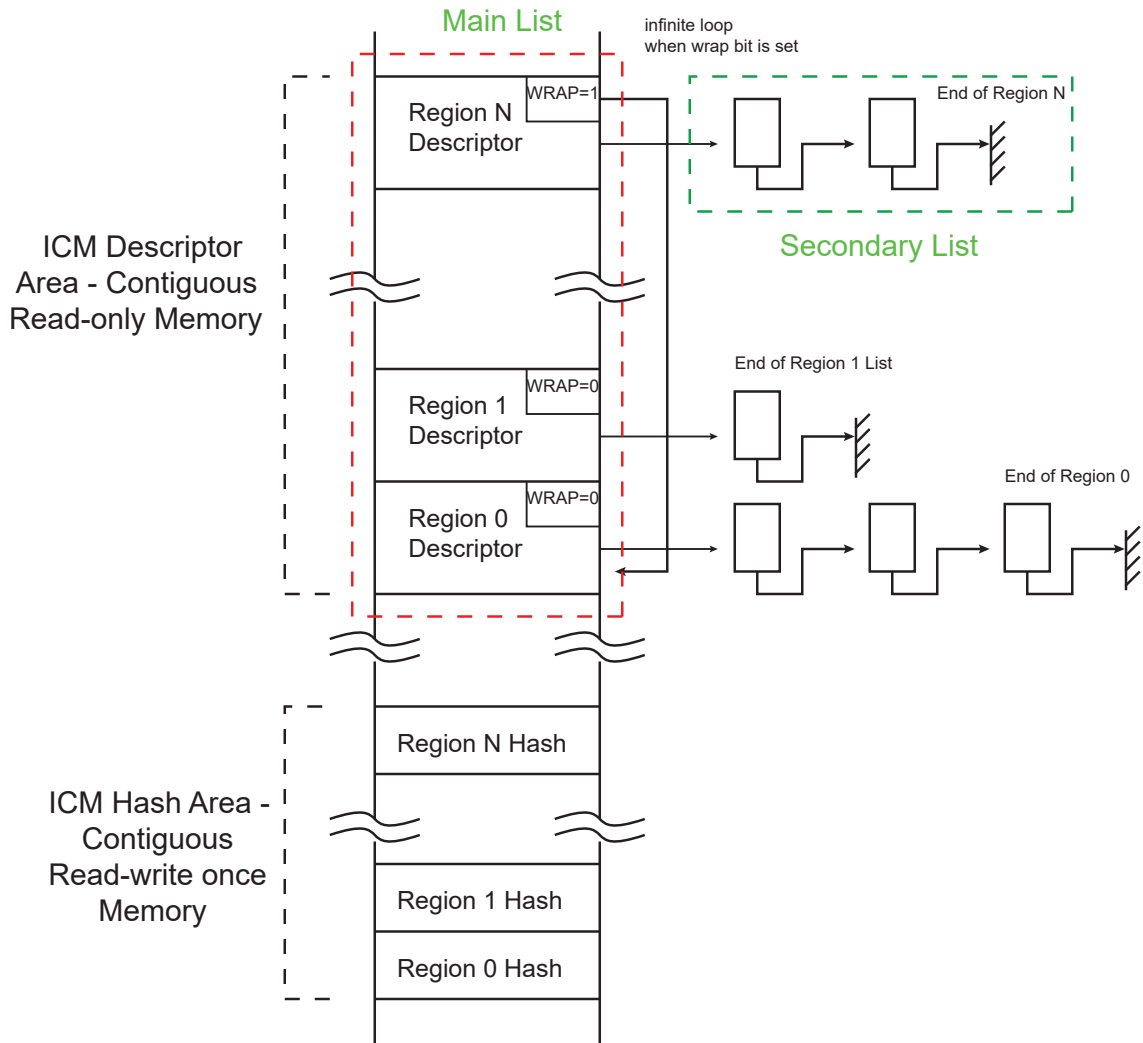 Main List
infinite loop
when wrap bit is set
WRAP=1
Region N
Descriptor
End of Region N
Secondary List
ICM Descriptor
Area - Contiguous
Read-only Memory
WRAP=0
Region 1
Descriptor
End of Region 1 List
WRAP=0
Region 0
Descriptor
End of Region 0
Region N Hash
ICM Hash Area -
Contiguous
Read-write once
Memory
Region 1 Hash
Region 0 Hash